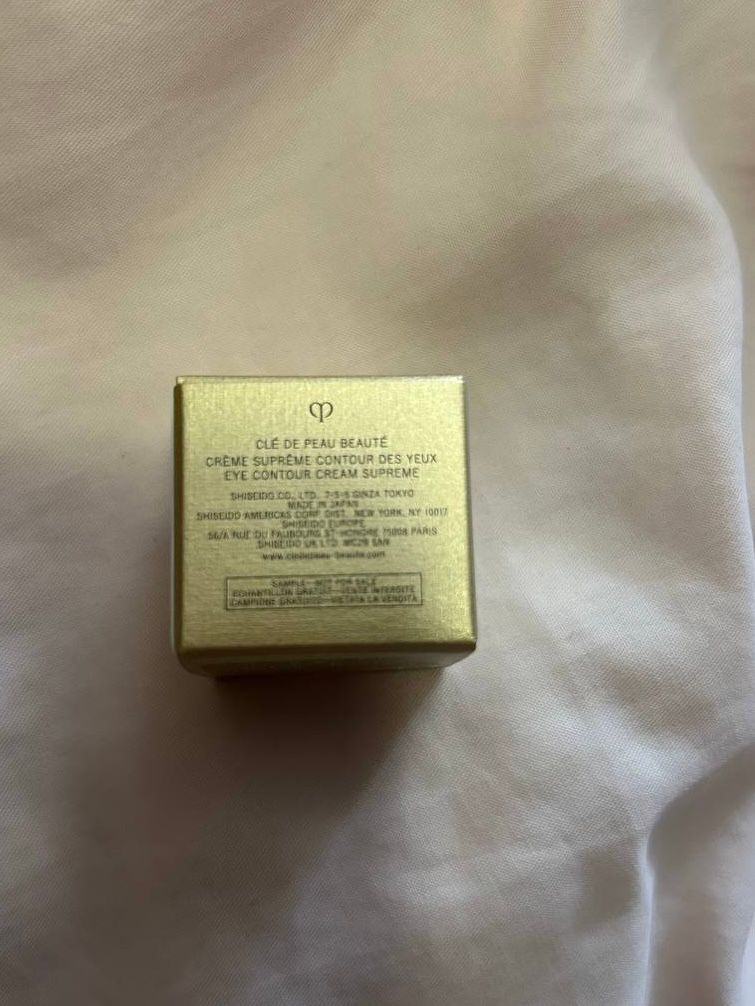 CLÉ DE PEAU BEAUTÉ
CRÈME SUPRÊME CONTOUR DES YEUX
EYE CONTOUR CREAM SUPREME
SHISEIDO CO., LTD. 7-5-5 GINZA TOKYO
MADE IN JAPAN
SHISEIDO AMERICAS CORP. DIST. NEW YORK, NY 10017
SHISEIDO EUROPE
56/A RUE DU FAUBOURG ST-HONORÉ 75008 PARIS
SHISEIDO UK LTD. WC2B
www.cledepeau-beaute.com
SAMPLE—NOT FOR SALE
ECHANTILLON GRATUIT—VENTE INTERDITE
CAMPIONE GRATUITO—VIETATA LA VENDITA